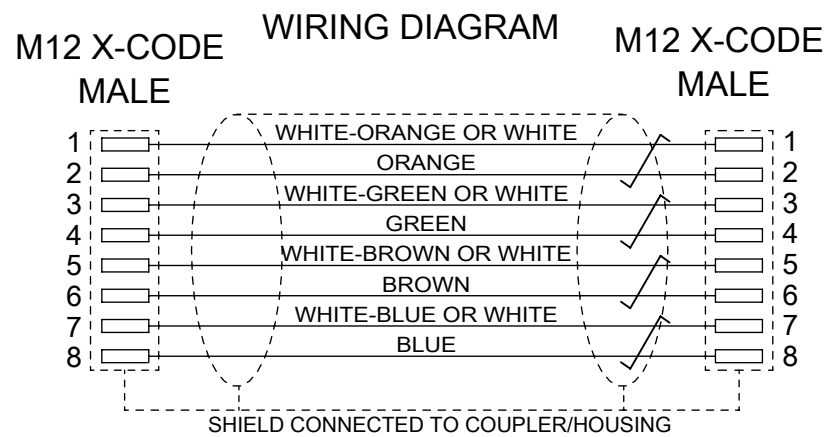 WIRING DIAGRAM
M12 X-CODE
MALE
M12 X-CODE
MALE
1 WHITE-ORANGE OR WHITE 1
2 ORANGE 2
3 WHITE-GREEN OR WHITE 3
4 GREEN 4
5 WHITE-BROWN OR WHITE 5
6 BROWN 6
7 WHITE-BLUE OR WHITE 7
8 BLUE 8
SHIELD CONNECTED TO COUPLER/HOUSING